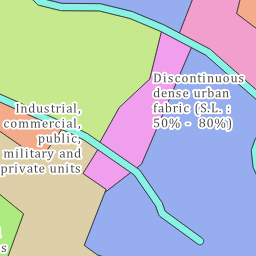 Discontinuous
dense urban
fabric (S.L. :
50% - 80%)
Industrial,
commercial,
public,
military and
private units
s